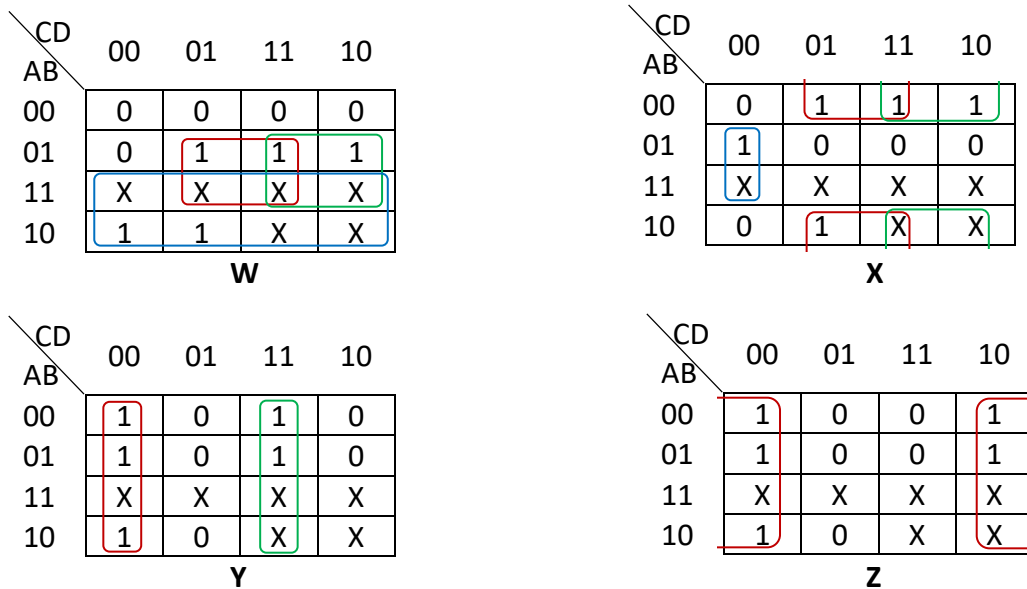 CD
00 01 11 10
AB
00 0 0 0 0
01 0 1 1 1
11 X X X X
10 1 1 X X
W
CD
00 01 11 10
AB
00 0 1 1 1
01 1 0 0 0
11 X X X X
10 0 1 X X
X
CD
00 01 11 10
AB
00 1 0 1 0
01 1 0 1 0
11 X X X X
10 1 0 X X
Y
CD
00 01 11 10
AB
00 1 0 0 1
01 1 0 0 1
11 X X X X
10 1 0 X X
Z